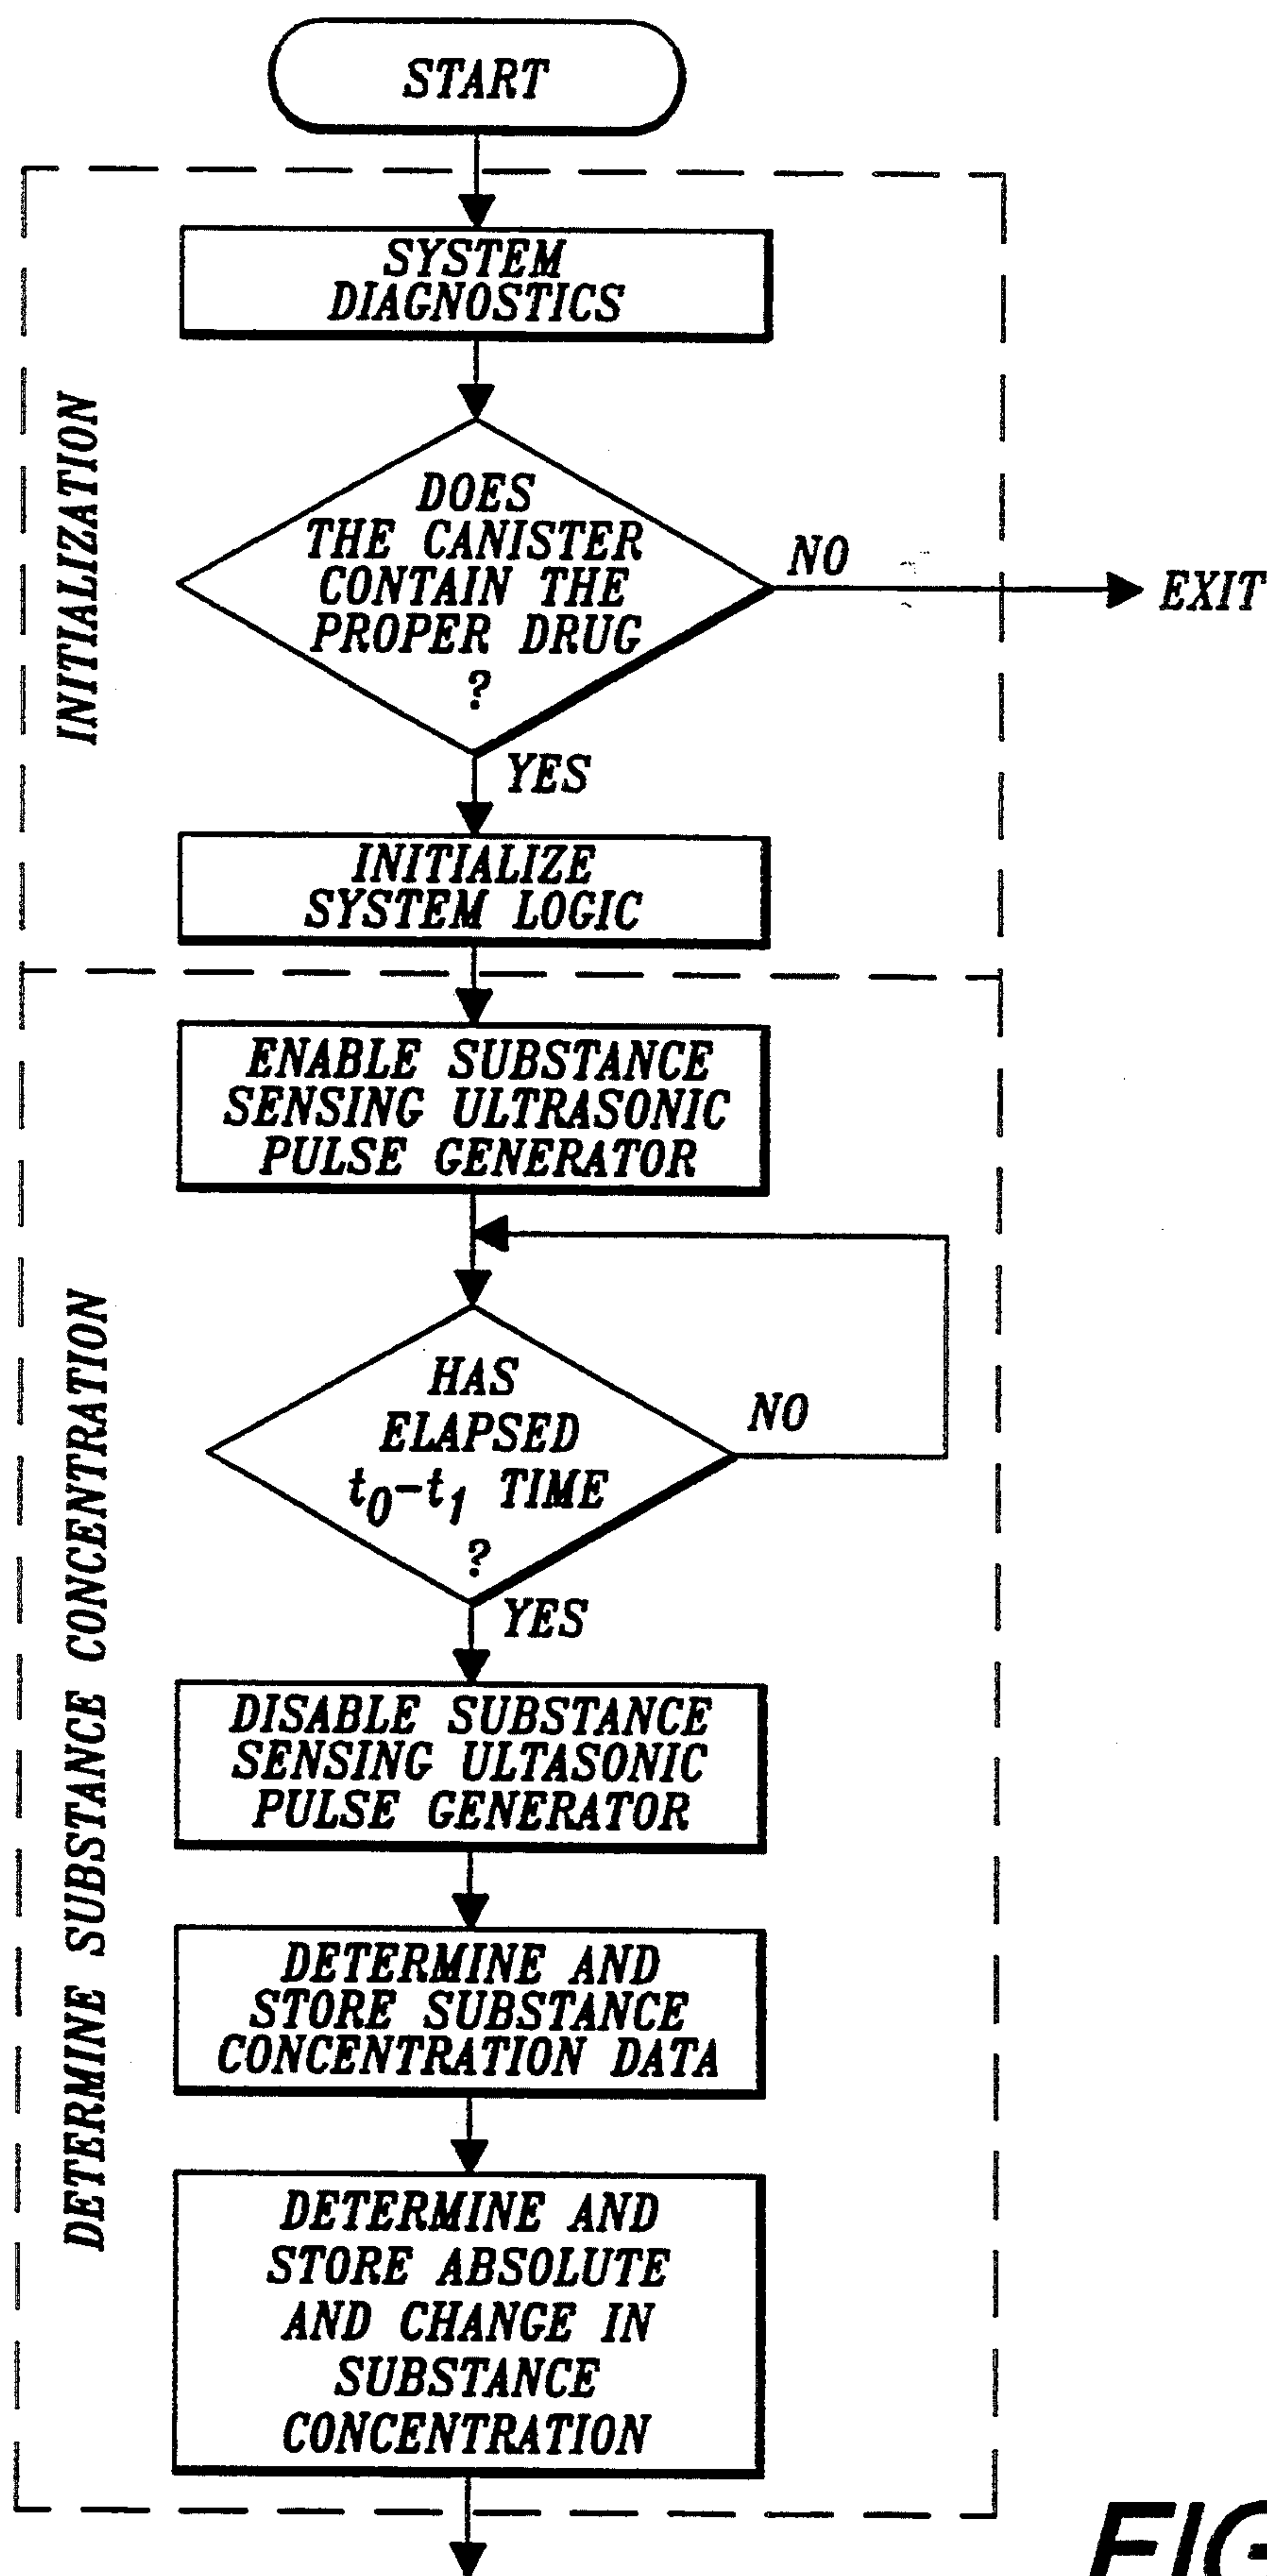 START
SYSTEM
DIAGNOSTICS
INITIALIZATION
DOES
THE CANISTER
CONTAIN THE
PROPER DRUG
?
NO
EXIT
YES
INITIALIZE
SYSTEM LOGIC
ENABLE SUBSTANCE
SENSING ULTRASONIC
PULSE GENERATOR
DETERMINE SUBSTANCE CONCENTRATION
HAS
ELAPSED
t0-t1 TIME
?
NO
YES
DISABLE SUBSTANCE
SENSING ULTASONIC
PULSE GENERATOR
DETERMINE AND
STORE SUBSTANCE
CONCENTRATION DATA
DETERMINE AND
STORE ABSOLUTE
AND CHANGE IN
SUBSTANCE
CONCENTRATION